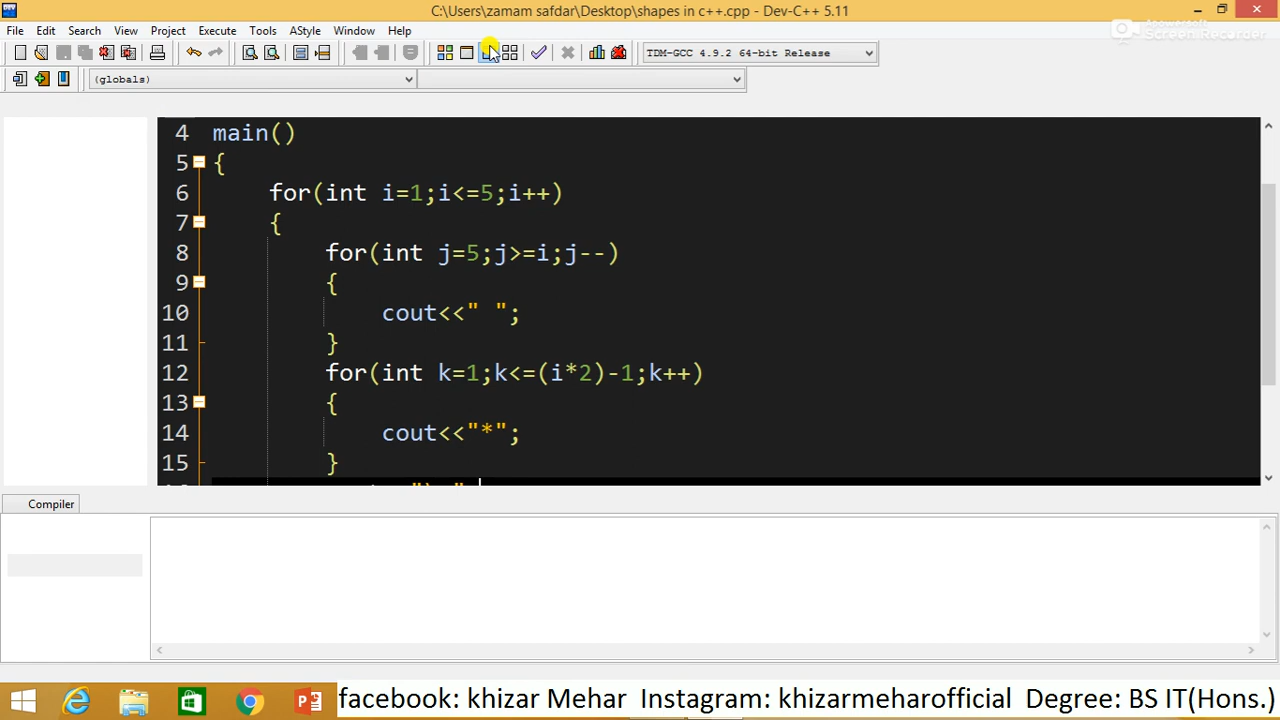 C:\Users\zamam safdar\Desktop\shapes in c++.cpp - Dev-C++ 5.11
File Edit Search View Project Execute Tools AStyle Window Help
Apowersoft
Screen Recorder
TDM-GCC 4.9.2 64-bit Release
(globals)
4 main()
5 {
6 for(int i=1;i<=5;i++)
7 {
8 for(int j=5;j>=i;j--)
9 {
10 cout<<" ";
11 }
12 for(int k=1;k<=(i*2)-1;k++)
13 {
14 cout<<"*";
15 }
Compiler
facebook: khizar Mehar Instagram: khizarmeharofficial Degree: BS IT(Hons.)